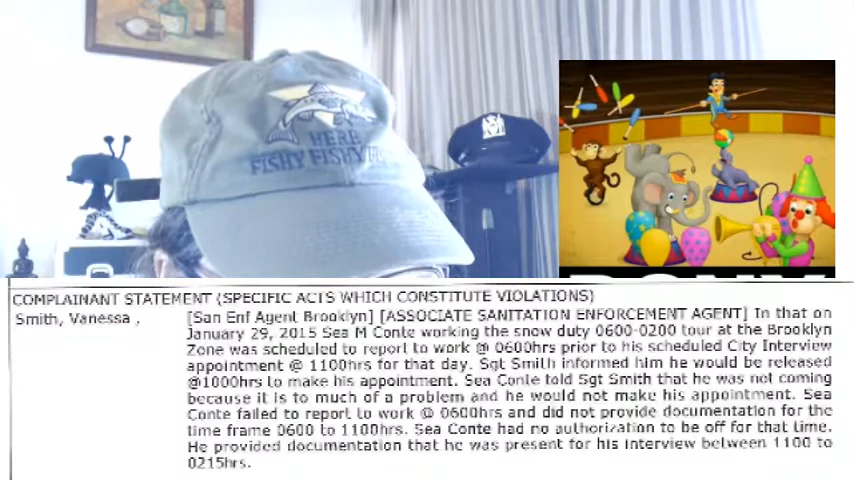 HERE
FISHY FISHY
COMPLAINANT STATEMENT (SPECIFIC ACTS WHICH CONSTITUTE VIOLATIONS)
Smith, Vanessa , [San Enf Agent Brooklyn] [ASSOCIATE SANITATION ENFORCEMENT AGENT] In that on
January 29, 2015 Sea M Conte working the snow duty 0600-0200 tour at the Brooklyn
Zone was scheduled to report to work @ 0600hrs prior to his scheduled City Interview
appointment @ 1100hrs for that day. Sgt Smith informed him he would be released
@1000hrs to make his appointment. Sea Conte told Sgt Smith that he was not coming
because it is to much of a problem and he would not make his appointment. Sea
Conte failed to report to work @ 0600hrs and did not provide documentation for the
time frame 0600 to 1100hrs. Sea Conte had no authorization to be off for that time.
He provided documentation that he was present for his interview between 1100 to
0215hrs.